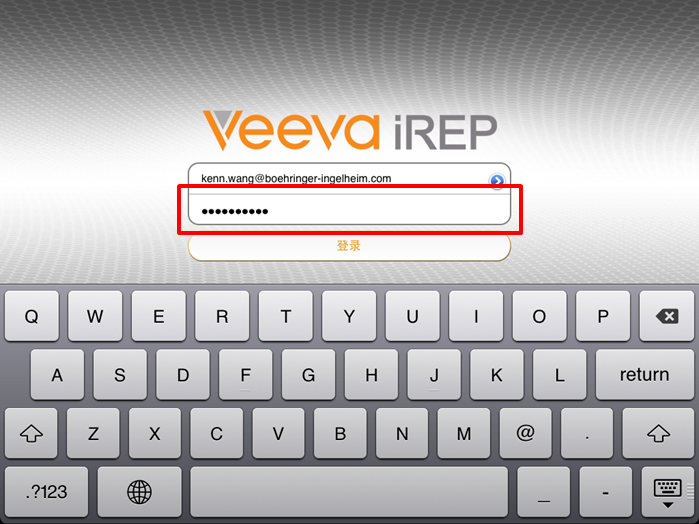 Veeva iREP
kenn.wang@boehringer-ingelheim.com
••••••••••
登录
Q W E R T Y U I O P
A S D F G H J K L return
Z X C V B N M @ .
.?123 _ -